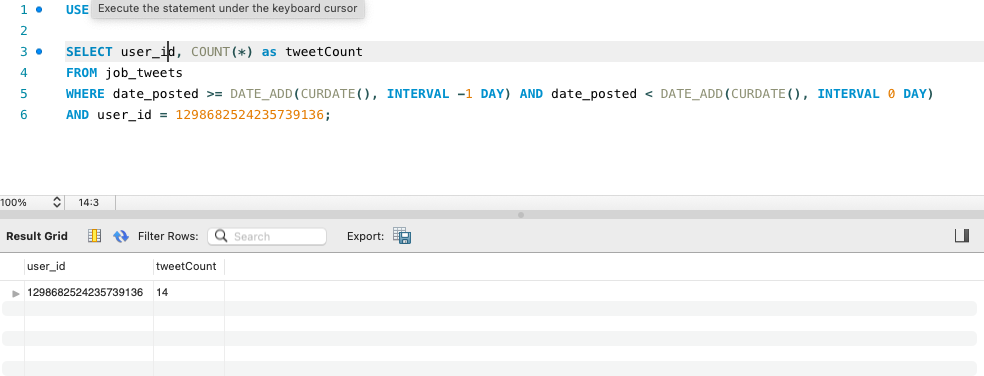 Execute the statement under the keyboard cursor
1 USE
2
3 SELECT user_id, COUNT(*) as tweetCount
4 FROM job_tweets
5 WHERE date_posted >= DATE_ADD(CURDATE(), INTERVAL -1 DAY) AND date_posted < DATE_ADD(CURDATE(), INTERVAL 0 DAY)
6 AND user_id = 1298682524235739136;
100% 14:3
Result Grid Filter Rows: Search Export:
user_id tweetCount
1298682524235739136 14